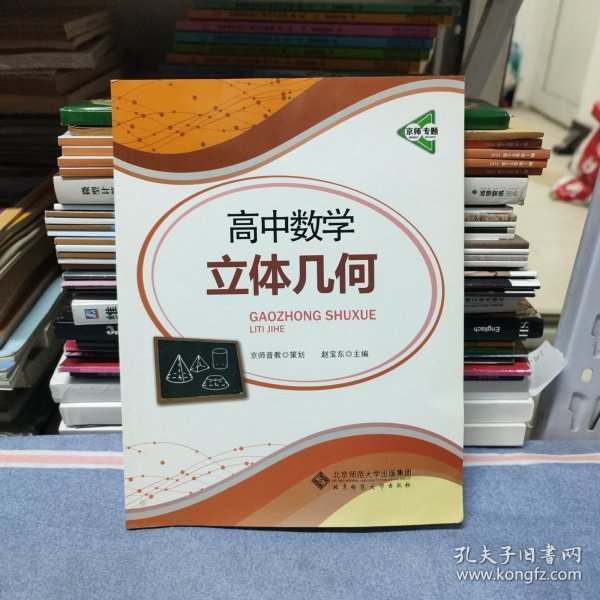 京师 专题
高中数学
立体几何
GAOZHONG SHUXUE
LITI JIHE
京师普教◎策划 赵宝东◎主编
北京师范大学出版集团
北京师范大学出版社
Englisch
孔夫子旧书网
www.kongfz.com